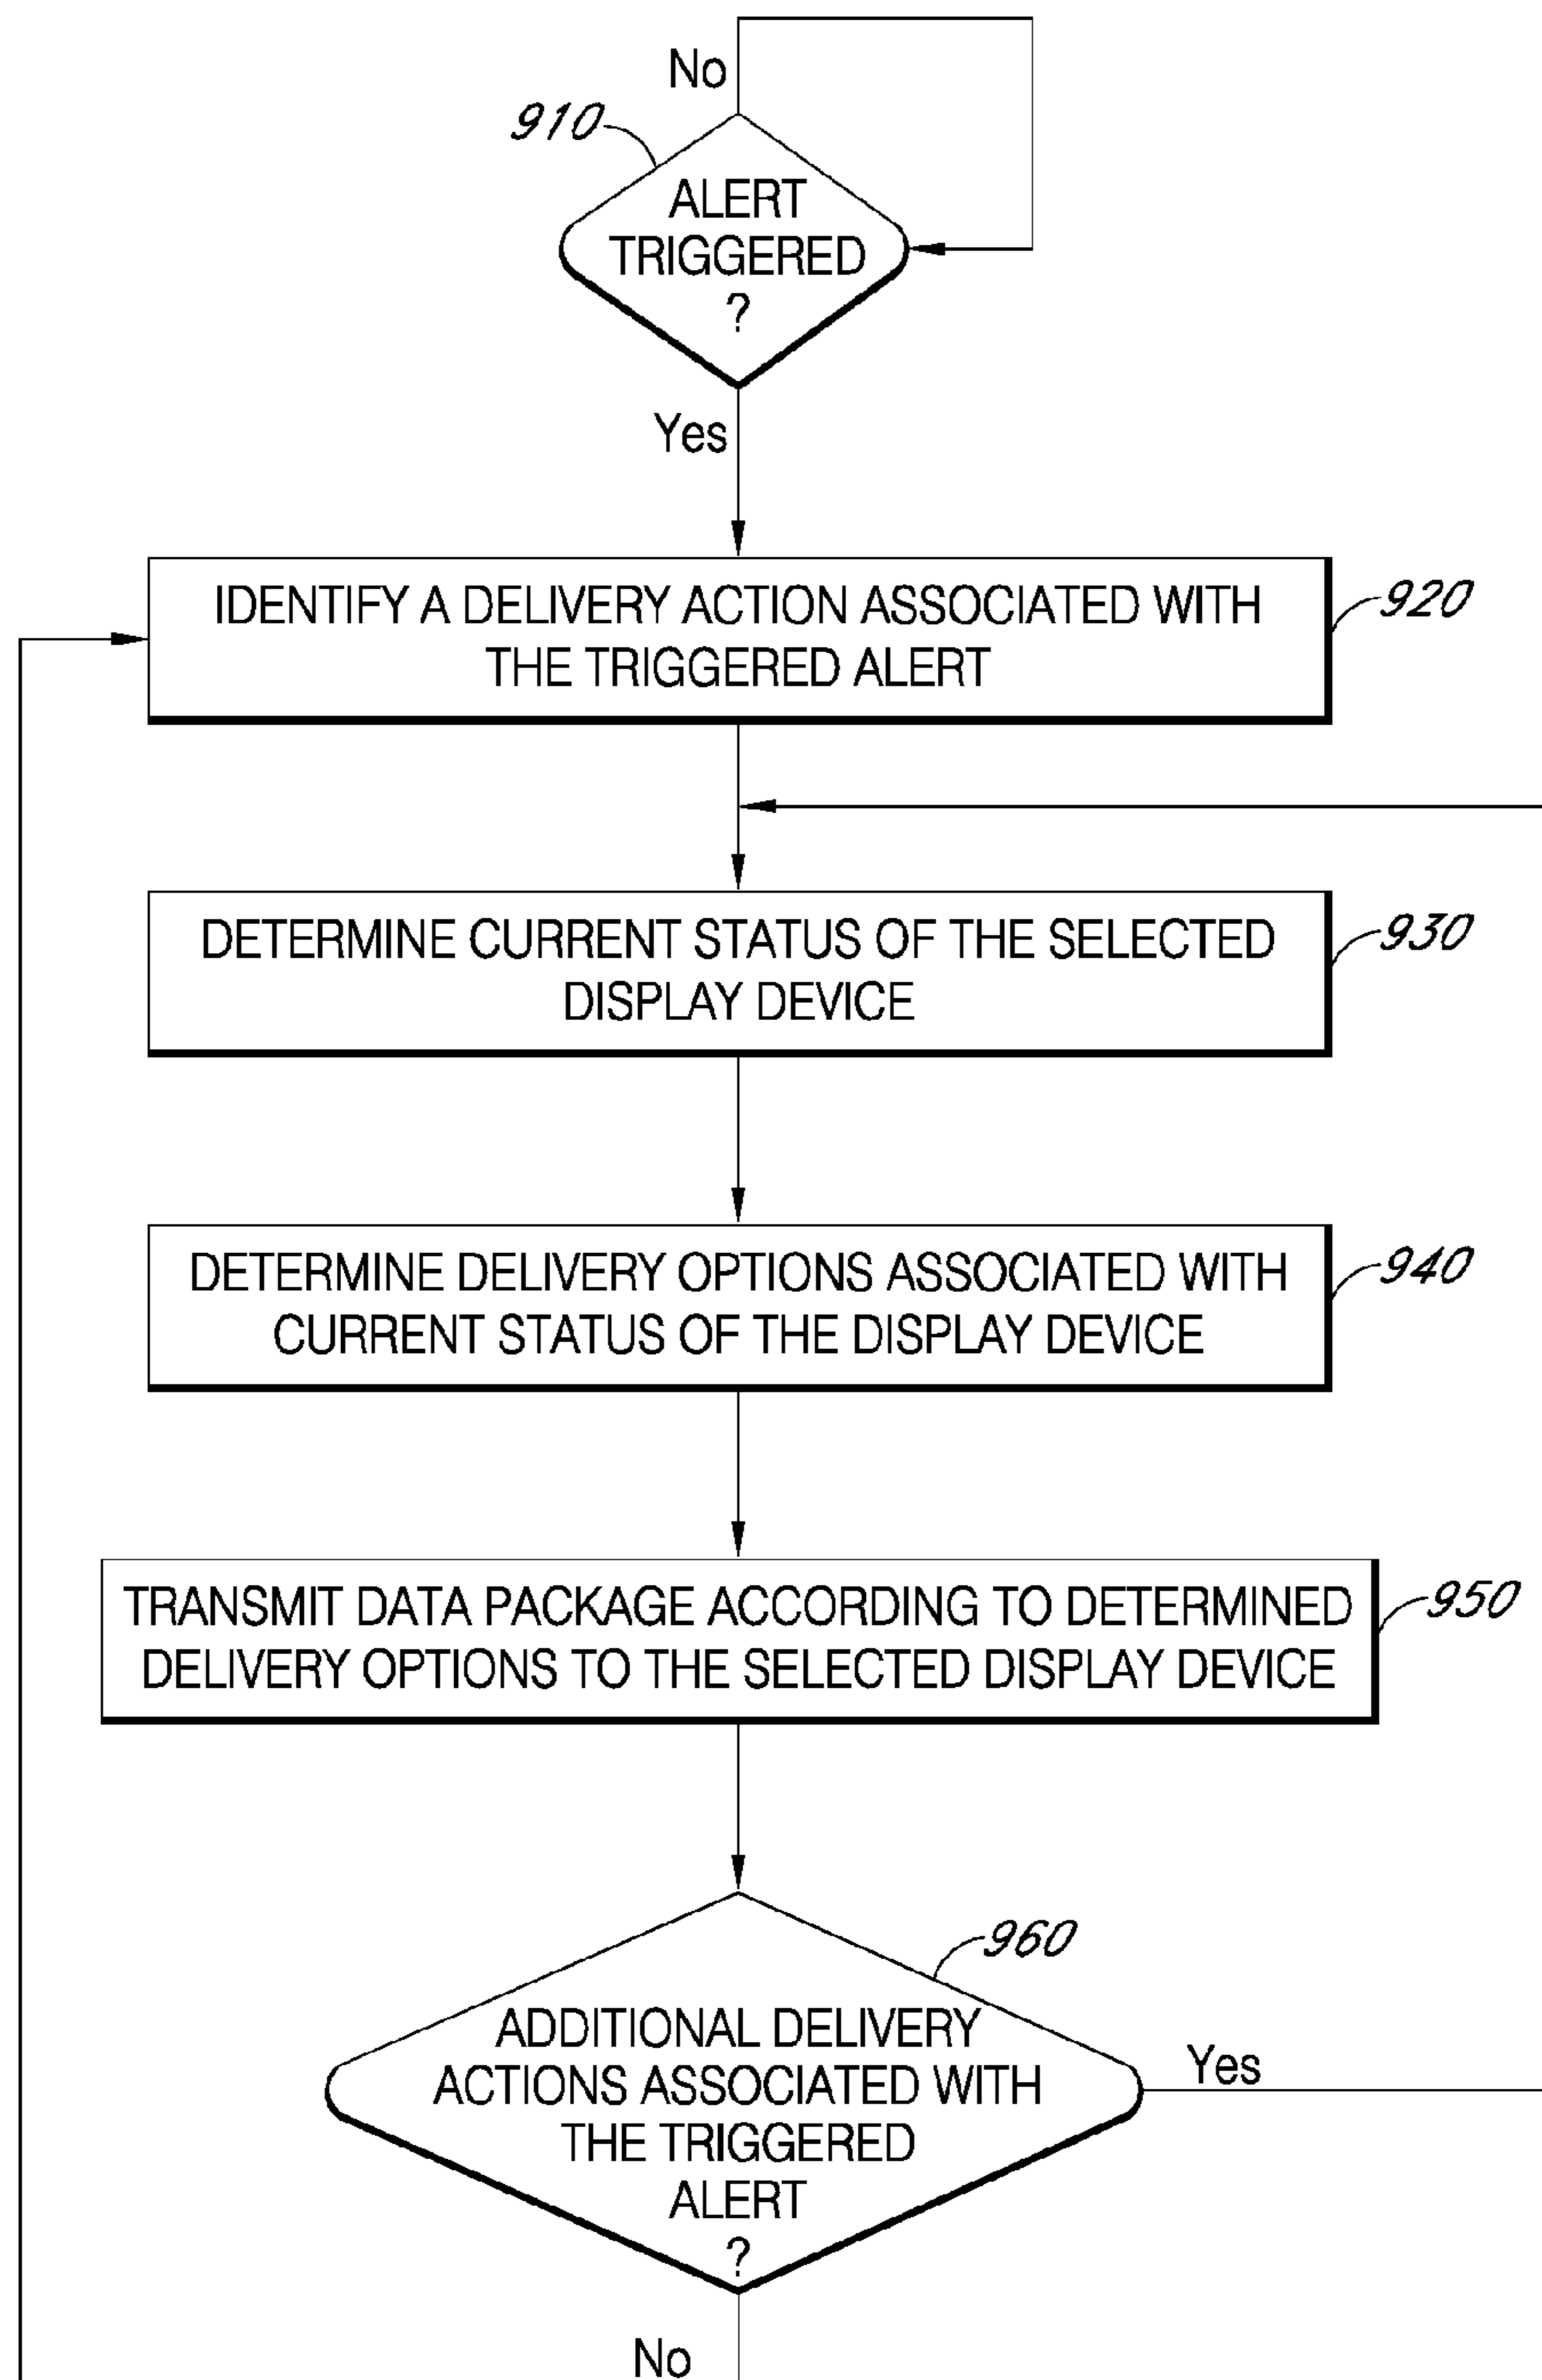 No
910
ALERT
TRIGGERED
?
Yes
IDENTIFY A DELIVERY ACTION ASSOCIATED WITH
THE TRIGGERED ALERT
920
DETERMINE CURRENT STATUS OF THE SELECTED
DISPLAY DEVICE
930
DETERMINE DELIVERY OPTIONS ASSOCIATED WITH
CURRENT STATUS OF THE DISPLAY DEVICE
940
TRANSMIT DATA PACKAGE ACCORDING TO DETERMINED
DELIVERY OPTIONS TO THE SELECTED DISPLAY DEVICE
950
960
ADDITIONAL DELIVERY
ACTIONS ASSOCIATED WITH
THE TRIGGERED
ALERT
?
Yes
No